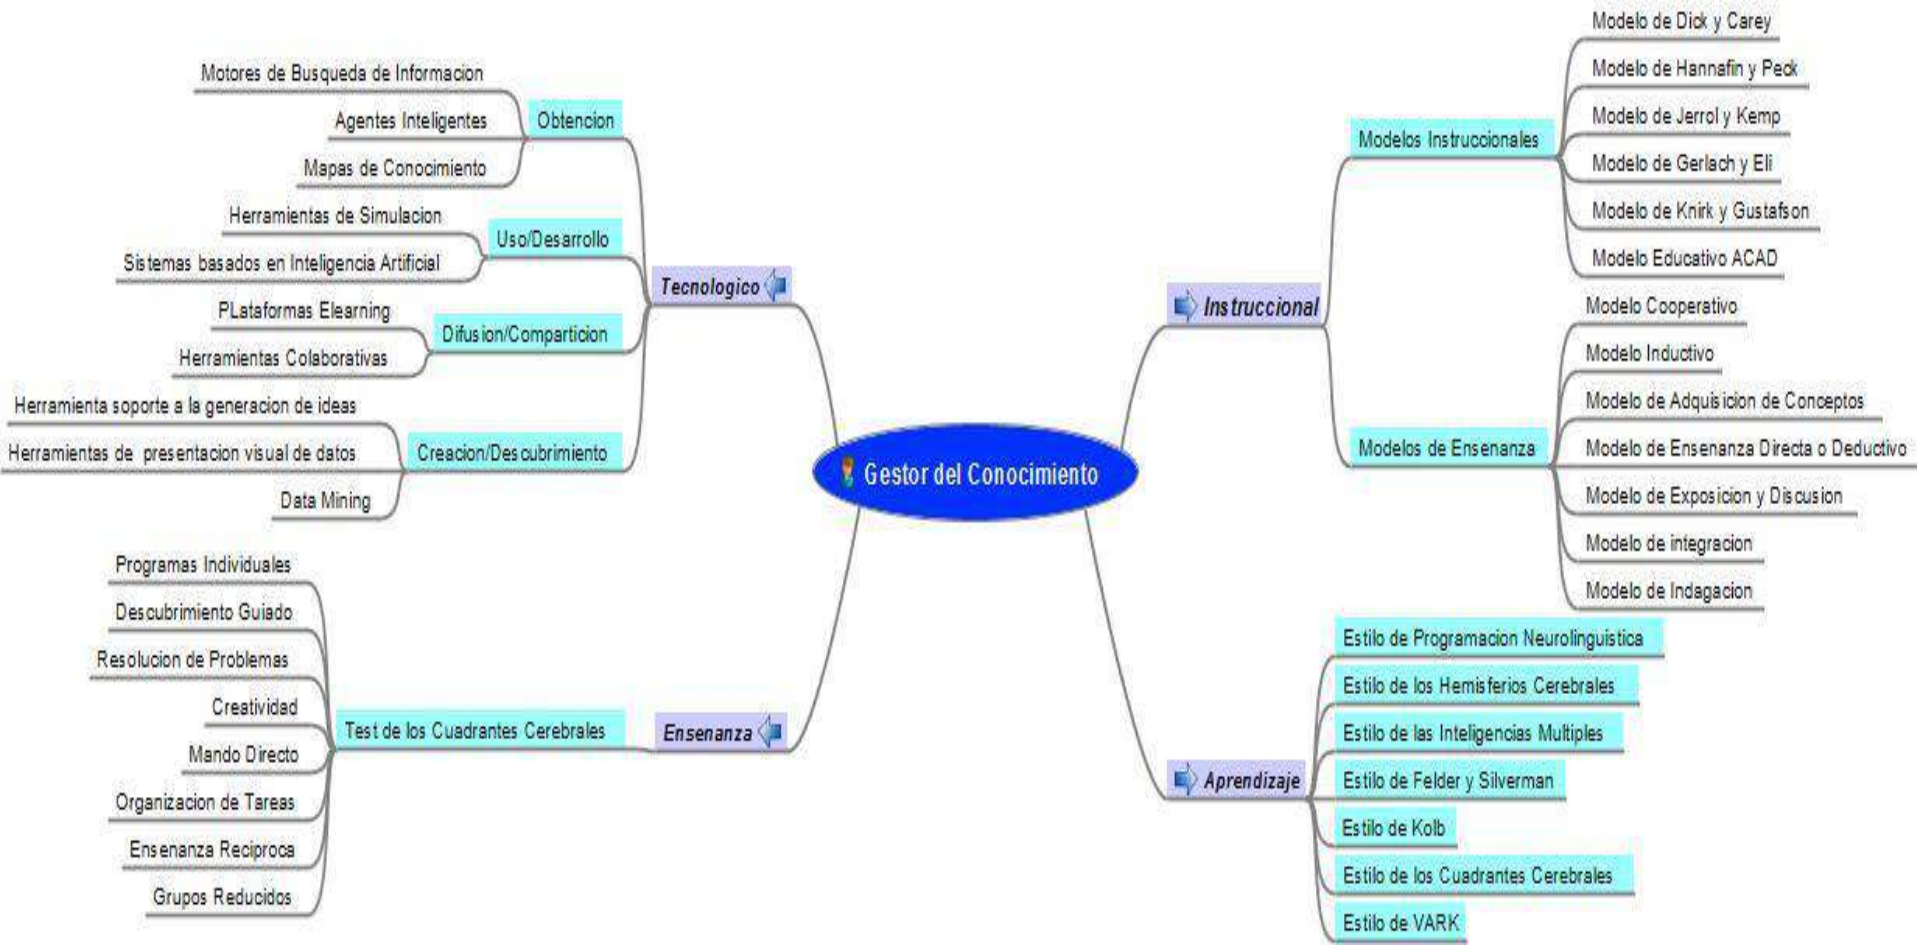 Motores de Busqueda de Informacion
Agentes Inteligentes
Mapas de Conocimiento
Obtencion
Herramientas de Simulacion
Sistemas basados en Inteligencia Artificial
Uso/Desarrollo
PLataformas Elearning
Herramientas Colaborativas
Difusion/Comparticion
Herramienta soporte a la generacion de ideas
Herramientas de presentacion visual de datos
Data Mining
Creacion/Descubrimiento
Tecnologico
Programas Individuales
Descubrimiento Guiado
Resolucion de Problemas
Creatividad
Mando Directo
Organizacion de Tareas
Ensenanza Reciproca
Grupos Reducidos
Test de los Cuadrantes Cerebrales
Ensenanza
Gestor del Conocimiento
Instruccional
Modelos Instruccionales
Modelo de Dick y Carey
Modelo de Hannafin y Peck
Modelo de Jerrol y Kemp
Modelo de Gerlach y Eli
Modelo de Knirk y Gustafson
Modelo Educativo ACAD
Modelos de Ensenanza
Modelo Cooperativo
Modelo Inductivo
Modelo de Adquisicion de Conceptos
Modelo de Ensenanza Directa o Deductivo
Modelo de Exposicion y Discusion
Modelo de integracion
Modelo de Indagacion
Aprendizaje
Estilo de Programacion Neurolinguistica
Estilo de los Hemisferios Cerebrales
Estilo de las Inteligencias Multiples
Estilo de Felder y Silverman
Estilo de Kolb
Estilo de los Cuadrantes Cerebrales
Estilo de VARK